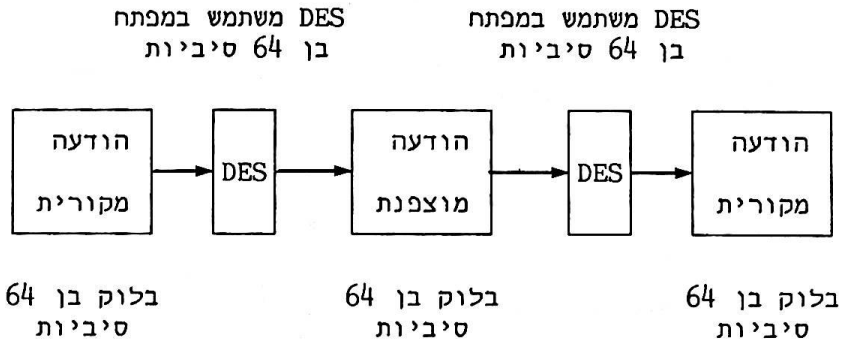 DES משתמש במפתח
בן 64 סיביות
DES משתמש במפתח
בן 64 סיביות
הודעה
מקורית
DES
הודעה
מוצפנת
DES
הודעה
מקורית
בלוק בן 64
סיביות
בלוק בן 64
סיביות
בלוק בן 64
סיביות